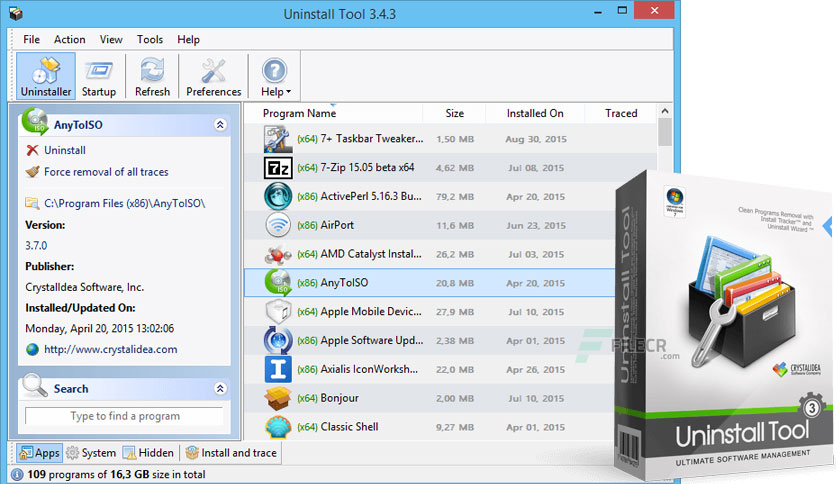 Uninstall Tool 3.4.3
File Action View Tools Help
Uninstaller Startup Refresh Preferences Help
AnyToISO
Uninstall
Force removal of all traces
C:\Program Files (x86)\AnyToISO\
Version:
3.7.0
Publisher:
CrystalIdea Software, Inc.
Installed/Updated On:
Monday, April 20, 2015 13:02:06
http://www.crystalidea.com
Search
Type to find a program
Program Name Size Installed On Traced
(x64) 7+ Taskbar Tweaker... 1,50 MB Aug 30, 2015
(x64) 7-Zip 15.05 beta x64 4,62 MB Jul 08, 2015
(x86) ActivePerl 5.16.3 Bu... 79,2 MB Apr 20, 2015
(x86) AirPort 11,6 MB Jun 23, 2015
(x64) AMD Catalyst Instal... 26,2 MB Jul 03, 2015
(x86) AnyToISO 20,8 MB Apr 20, 2015
(x64) Apple Mobile Devic... 27,9 MB Jul 10, 2015
(x86) Apple Software Upd... 2,38 MB Apr 01, 2015
(x86) Axialis IconWorksh... 22,0 MB Apr 26, 2015
(x64) Bonjour 2,00 MB Jul 10, 2015
(x64) Classic Shell 9,27 MB Apr 01, 2015
Apps System Hidden Install and trace
109 programs of 16,3 GB size in total
FILECR
.com
Uninstall Tool
Clean Programs Removal with
Install Tracker™ and
Uninstall Wizard™
CRYSTALIDEA
Software Company
3
Uninstall Tool
ULTIMATE SOFTWARE MANAGEMENT